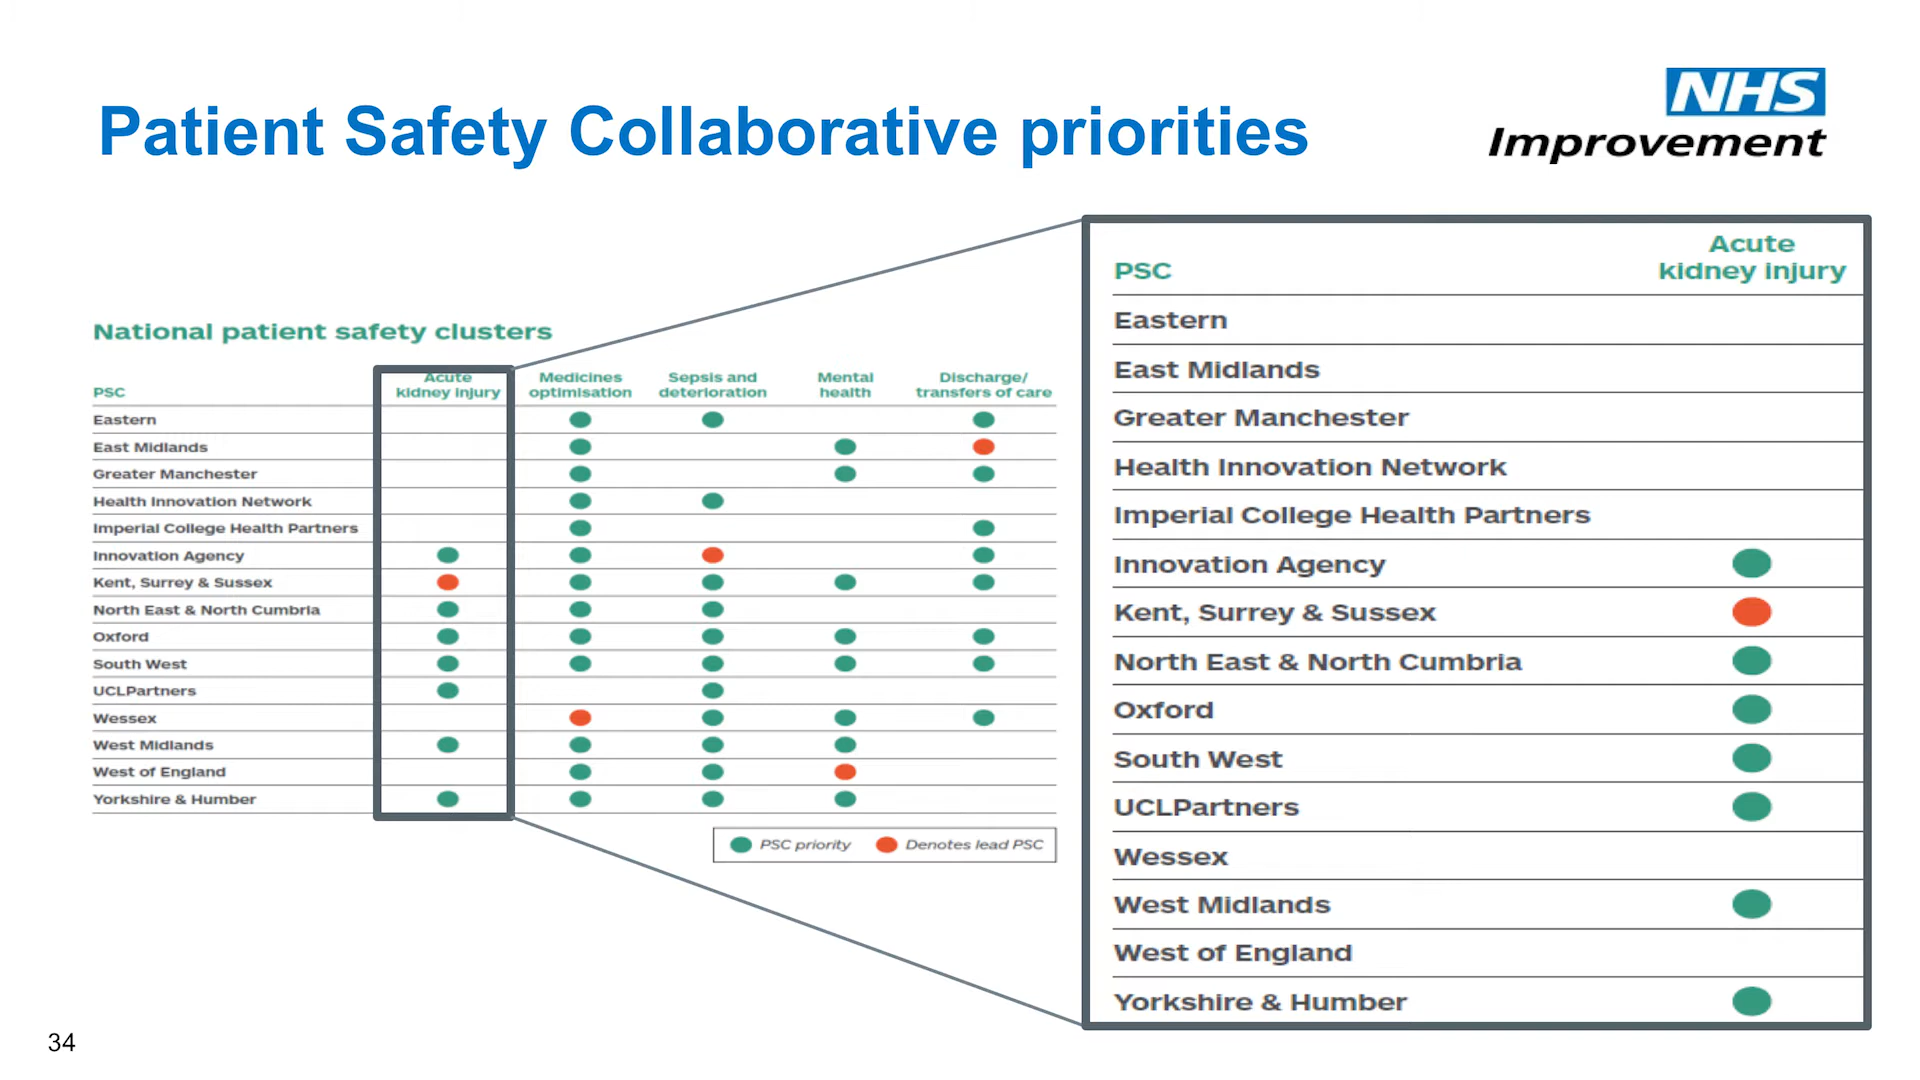 Patient Safety Collaborative priorities
NHS
Improvement
National patient safety clusters
PSC
Acute
kidney injury
Medicines
optimisation
Sepsis and
deterioration
Mental
health
Discharge/
transfers of care
Eastern
East Midlands
Greater Manchester
Health Innovation Network
Imperial College Health Partners
Innovation Agency
Kent, Surrey & Sussex
North East & North Cumbria
Oxford
South West
UCLPartners
Wessex
West Midlands
West of England
Yorkshire & Humber
PSC priority
Denotes lead PSC
PSC
Acute
kidney injury
Eastern
East Midlands
Greater Manchester
Health Innovation Network
Imperial College Health Partners
Innovation Agency
Kent, Surrey & Sussex
North East & North Cumbria
Oxford
South West
UCLPartners
Wessex
West Midlands
West of England
Yorkshire & Humber
34